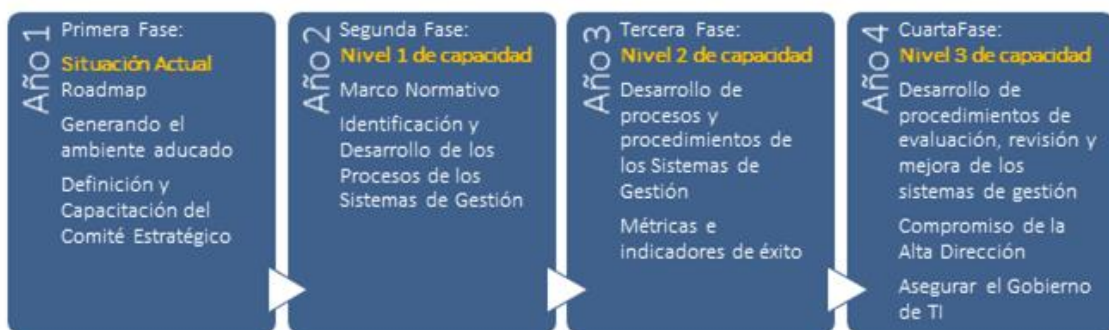 Año 1
Primera Fase:
Situación Actual
Roadmap
Generando el
ambiente aducado
Definición y
Capacitación del
Comité Estratégico
Año 2
Segunda Fase:
Nivel 1 de capacidad
Marco Normativo
Identificación y
Desarrollo de los
Procesos de los
Sistemas de Gestión
Año 3
Tercera Fase:
Nivel 2 de capacidad
Desarrollo de
procesos y
procedimientos de
los Sistemas de
Gestión
Métricas e
indicadores de éxito
Año 4
CuartaFase:
Nivel 3 de capacidad
Desarrollo de
procedimientos de
evaluación, revisión y
mejora de los
sistemas de gestión
Compromiso de la
Alta Dirección
Asegurar el Gobierno
de TI